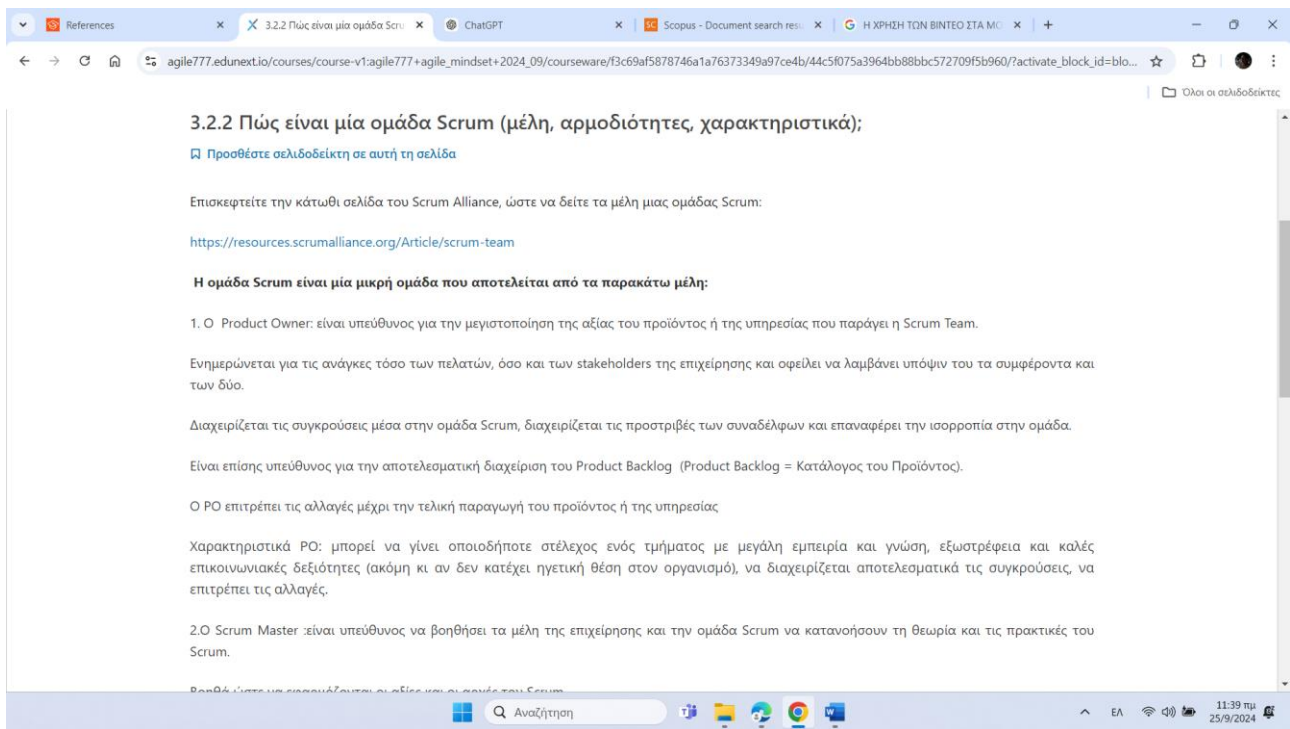 References
3.2.2 Πώς είναι μία ομάδα Scru
ChatGPT
Scopus - Document search resu
Η ΧΡΗΣΗ ΤΩΝ ΒΙΝΤΕΟ ΣΤΑ ΜΟ
agile777.edunext.io/courses/course-v1:agile777+agile_mindset+2024_09/courseware/f3c69af5878746a1a76373349a97ce4b/44c5f075a3964bb88bbc572709f5b960/?activate_block_id=blo...
Όλοι οι σελιδοδείκτες
3.2.2 Πώς είναι μία ομάδα Scrum (μέλη, αρμοδιότητες, χαρακτηριστικά);
Προσθέστε σελιδοδείκτη σε αυτή τη σελίδα
Επισκεφτείτε την κάτωθι σελίδα του Scrum Alliance, ώστε να δείτε τα μέλη μιας ομάδας Scrum:
https://resources.scrumalliance.org/Article/scrum-team
Η ομάδα Scrum είναι μία μικρή ομάδα που αποτελείται από τα παρακάτω μέλη:
1. Ο Product Owner: είναι υπεύθυνος για την μεγιστοποίηση της αξίας του προϊόντος ή της υπηρεσίας που παράγει η Scrum Team.
Ενημερώνεται για τις ανάγκες τόσο των πελατών, όσο και των stakeholders της επιχείρησης και οφείλει να λαμβάνει υπόψιν του τα συμφέροντα και
των δύο.
Διαχειρίζεται τις συγκρούσεις μέσα στην ομάδα Scrum, διαχειρίζεται τις προστριβές των συναδέλφων και επαναφέρει την ισορροπία στην ομάδα.
Είναι επίσης υπεύθυνος για την αποτελεσματική διαχείριση του Product Backlog (Product Backlog = Κατάλογος του Προϊόντος).
Ο PO επιτρέπει τις αλλαγές μέχρι την τελική παραγωγή του προϊόντος ή της υπηρεσίας
Χαρακτηριστικά PO: μπορεί να γίνει οποιοδήποτε στέλεχος ενός τμήματος με μεγάλη εμπειρία και γνώση, εξωστρέφεια και καλές
επικοινωνιακές δεξιότητες (ακόμη κι αν δεν κατέχει ηγετική θέση στον οργανισμό), να διαχειρίζεται αποτελεσματικά τις συγκρούσεις, να
επιτρέπει τις αλλαγές.
2.Ο Scrum Master :είναι υπεύθυνος να βοηθήσει τα μέλη της επιχείρησης και την ομάδα Scrum να κατανοήσουν τη θεωρία και τις πρακτικές του
Scrum.
Βοηθά ώστε να εφαρμόζονται οι αξίες και οι αρχές του Scrum
Αναζήτηση
ΕΛ
11:39 πμ
25/9/2024